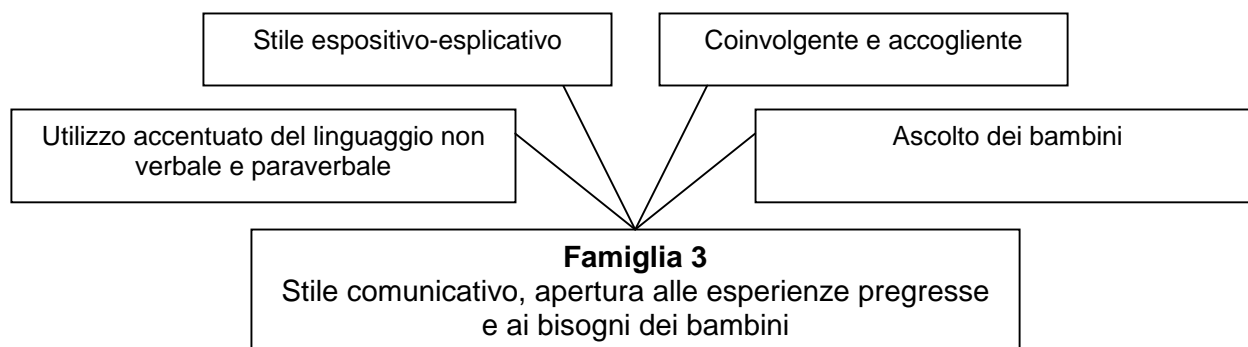 Stile espositivo-esplicativo
Coinvolgente e accogliente
Utilizzo accentuato del linguaggio non
verbale e paraverbale
Ascolto dei bambini
Famiglia 3
Stile comunicativo, apertura alle esperienze pregresse
e ai bisogni dei bambini